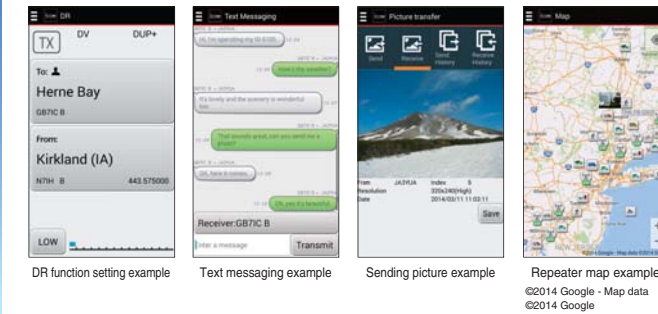 DR
TX
DV
DUP+
To:
Herne Bay
GB7IC B
From:
Kirkland (IA)
N7IH B
443.575000
LOW
DR function setting example
Text Messaging
How's the weather?
It's lovely and the scenery is wonderful
too.
That sounds great, can you send me a
photo?
OK, here it comes.
Oh, yes it's beautiful.
Receiver:GB7IC B
Enter a message
Transmit
Text messaging example
Picture transfer
Send
Receive
Send
History
Receive
History
From JA3YUA Index 5
Resolution 320x240(High)
Date 2014/03/11 11:03:11
Save
Sending picture example
Map
Repeater map example
©2014 Google - Map data
©2014 Google